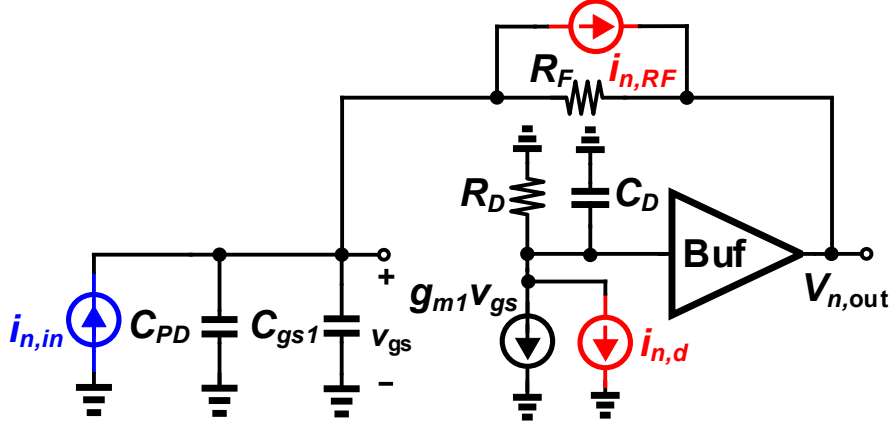 i_n,RF
R_F
R_D
C_D
Buf
V_n,out
g_m1v_gs
i_n,d
i_n,in
C_PD
C_gs1
+
v_gs
−